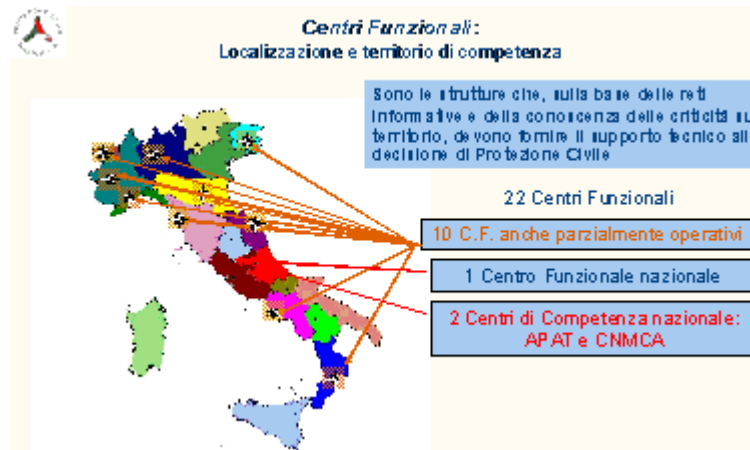 Centri Funzionali:
Localizzazione e territorio di competenza
Sono le strutture che, sulla base delle reti
informative e della conoscenza delle criticità su
territorio, devono fornire il supporto tecnico all
decisione di Protezione Civile
22 Centri Funzionali
10 C.F. anche parzialmente operativi
1 Centro Funzionale nazionale
2 Centri di Competenza nazionale:
APAT e CNMCA